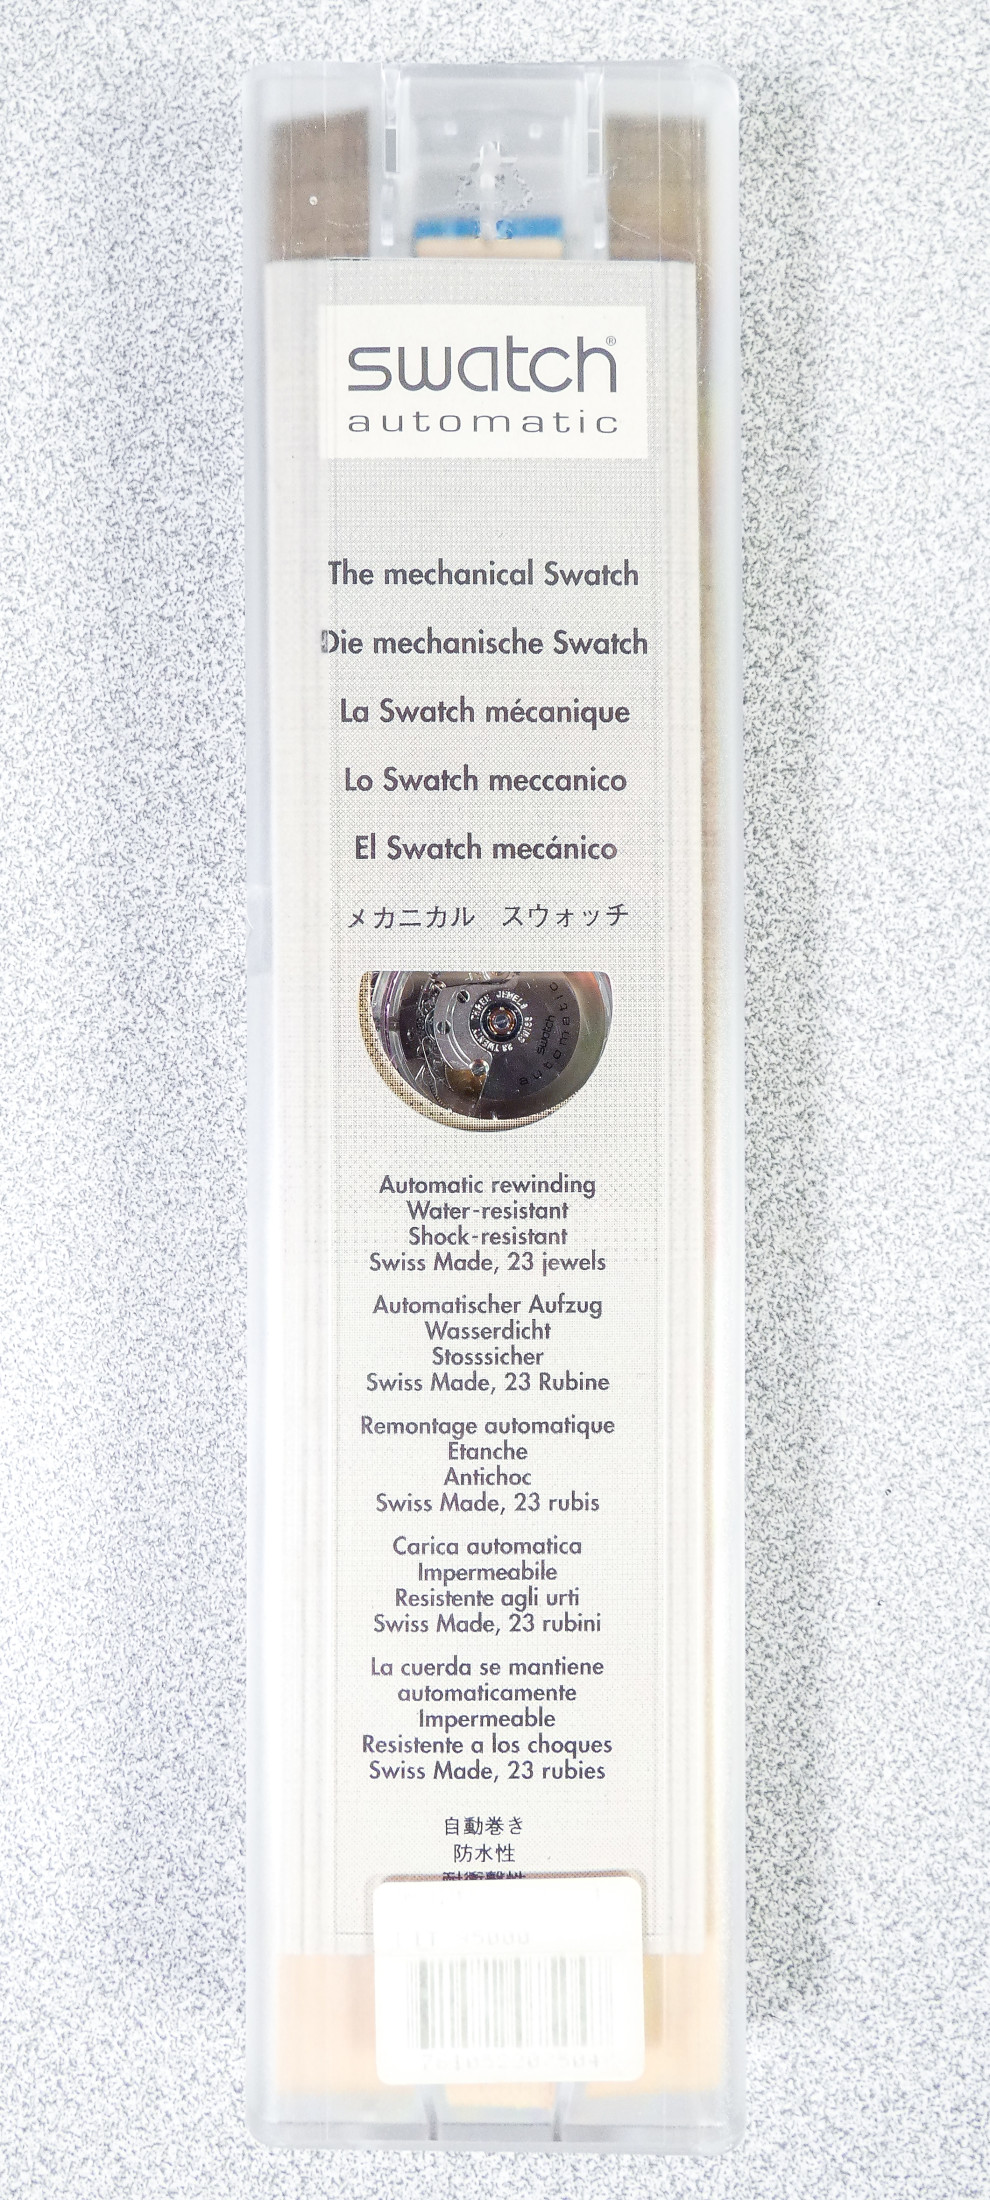 swatch®
automatic
The mechanical Swatch
Die mechanische Swatch
La Swatch mécanique
Lo Swatch meccanico
El Swatch mecánico
メカニカル スウォッチ
swatch
automatic
Automatic rewinding
Water-resistant
Shock-resistant
Swiss Made, 23 jewels
Automatischer Aufzug
Wasserdicht
Stosssicher
Swiss Made, 23 Rubine
Remontage automatique
Etanche
Antichoc
Swiss Made, 23 rubis
Carica automatica
Impermeabile
Resistente agli urti
Swiss Made, 23 rubini
La cuerda se mantiene
automaticamente
Impermeable
Resistente a los choques
Swiss Made, 23 rubies
自動巻き
防水性